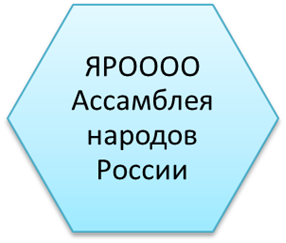 ЯРОООО
Ассамблея
народов
России